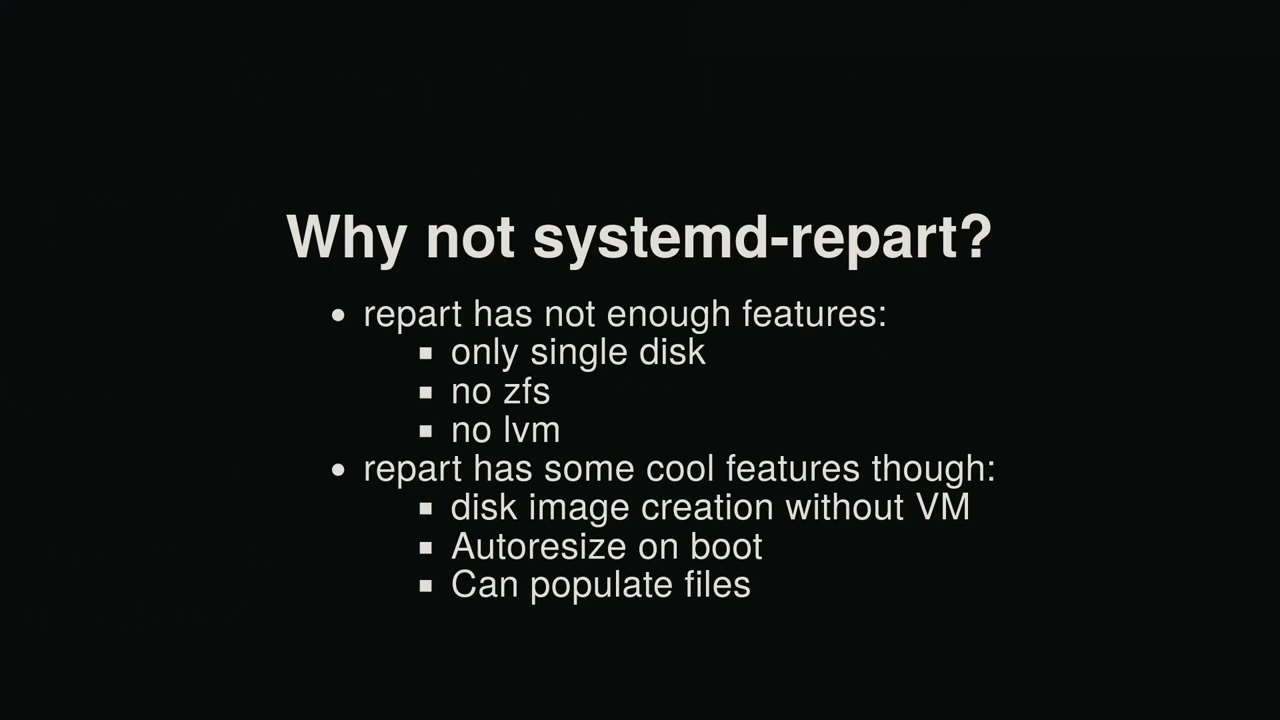 Why not systemd-repart?
• repart has not enough features:
▪ only single disk
▪ no zfs
▪ no lvm
• repart has some cool features though:
▪ disk image creation without VM
▪ Autoresize on boot
▪ Can populate files